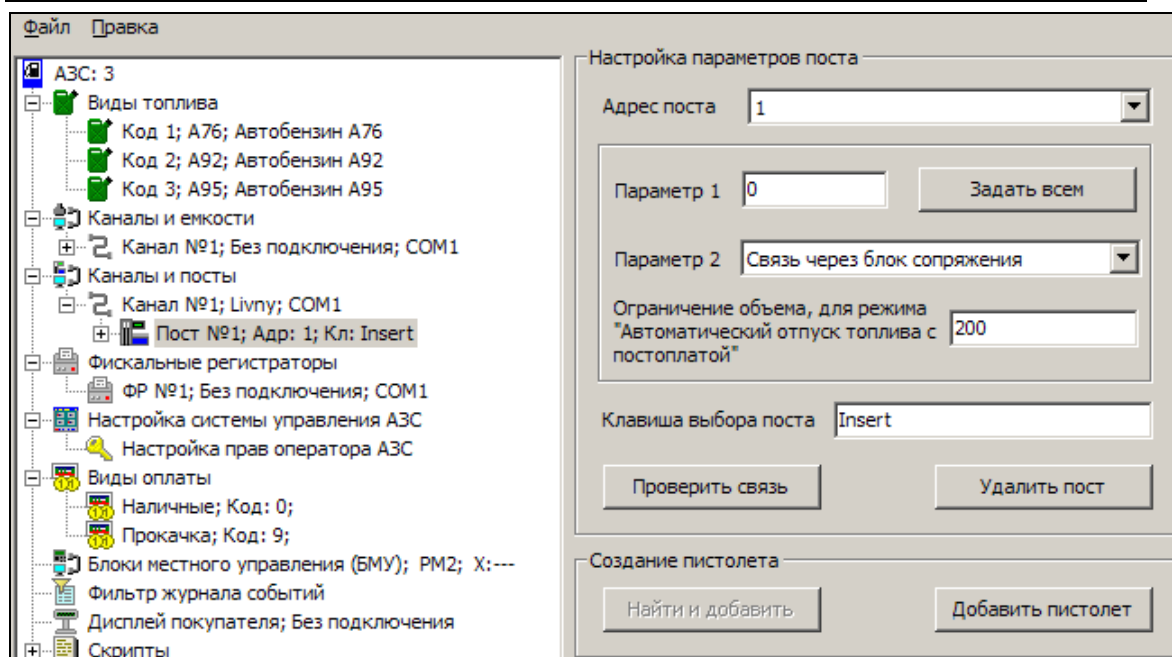 Файл Правка
АЗС: 3
Виды топлива
Код 1; А76; Автобензин А76
Код 2; А92; Автобензин А92
Код 3; А95; Автобензин А95
Каналы и емкости
Канал №1; Без подключения; COM1
Каналы и посты
Канал №1; Livny; COM1
Пост №1; Адр: 1; Кл: Insert
Фискальные регистраторы
ФР №1; Без подключения; COM1
Настройка системы управления АЗС
Настройка прав оператора АЗС
Виды оплаты
Наличные; Код: 0;
Прокачка; Код: 9;
Блоки местного управления (БМУ); РМ2; X:---
Фильтр журнала событий
Дисплей покупателя; Без подключения
Скрипты
Настройка параметров поста
Адрес поста 1
Параметр 1 0 Задать всем
Параметр 2 Связь через блок сопряжения
Ограничение объема, для режима
"Автоматический отпуск топлива с 200
постоплатой"
Клавиша выбора поста Insert
Проверить связь Удалить пост
Создание пистолета
Найти и добавить Добавить пистолет